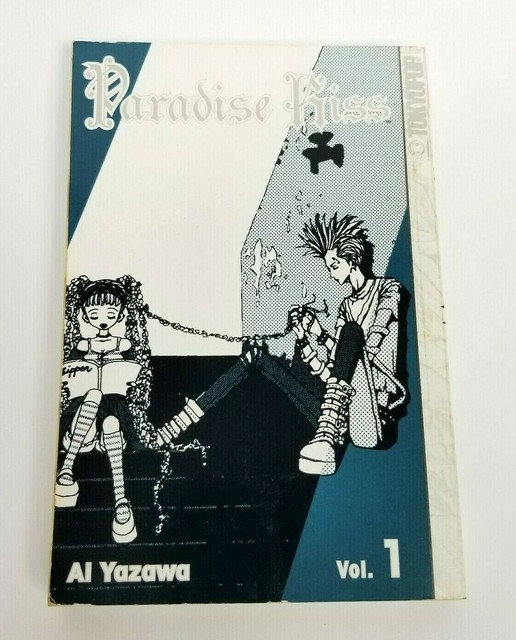 Paradise Kiss
TOKYOPOP
Zipper
Ai Yazawa
Vol. 1